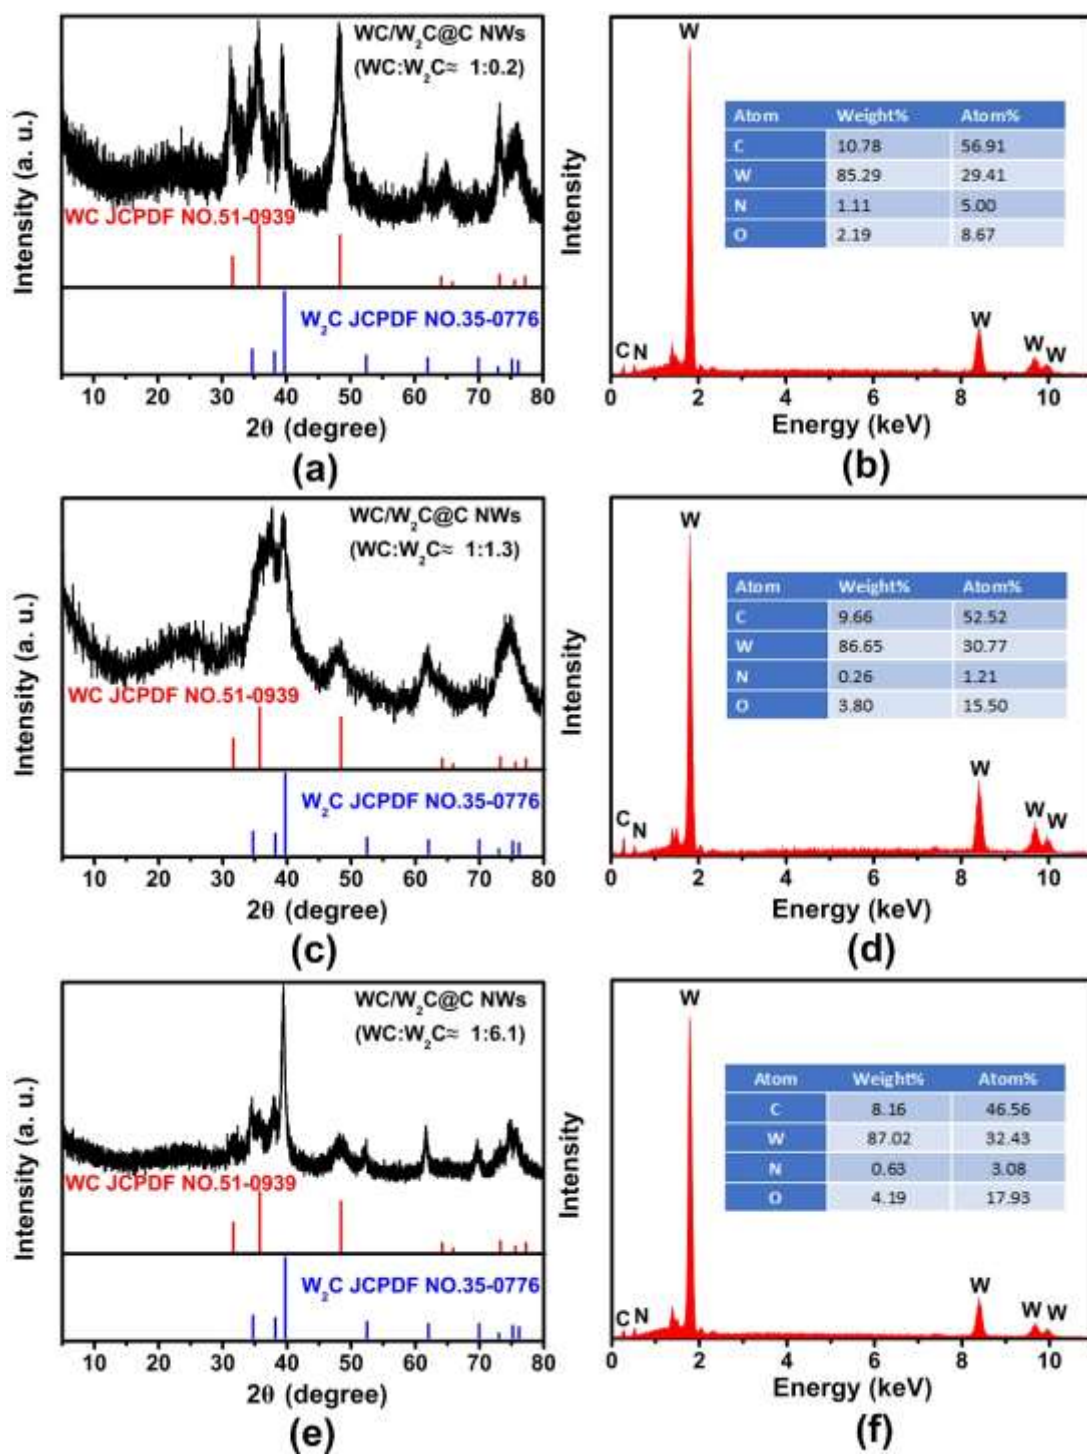 WC/W₂C@C NWs
(WC:W₂C≈ 1:0.2)
Intensity (a. u.)
WC JCPDF NO.51-0939
W₂C JCPDF NO.35-0776
10 20 30 40 50 60 70 80
2θ (degree)
(a)
W
Atom Weight% Atom%
C 10.78 56.91
W 85.29 29.41
N 1.11 5.00
O 2.19 8.67
Intensity
C N W W W
0 2 4 6 8 10
Energy (keV)
(b)
WC/W₂C@C NWs
(WC:W₂C≈ 1:1.3)
Intensity (a. u.)
WC JCPDF NO.51-0939
W₂C JCPDF NO.35-0776
10 20 30 40 50 60 70 80
2θ (degree)
(c)
W
Atom Weight% Atom%
C 9.66 52.52
W 86.65 30.77
N 0.26 1.21
O 3.80 15.50
Intensity
C N W W W
0 2 4 6 8 10
Energy (keV)
(d)
WC/W₂C@C NWs
(WC:W₂C≈ 1:6.1)
Intensity (a. u.)
WC JCPDF NO.51-0939
W₂C JCPDF NO.35-0776
10 20 30 40 50 60 70 80
2θ (degree)
(e)
W
Atom Weight% Atom%
C 8.16 46.56
W 87.02 32.43
N 0.63 3.08
O 4.19 17.93
Intensity
C N W W W
0 2 4 6 8 10
Energy (keV)
(f)